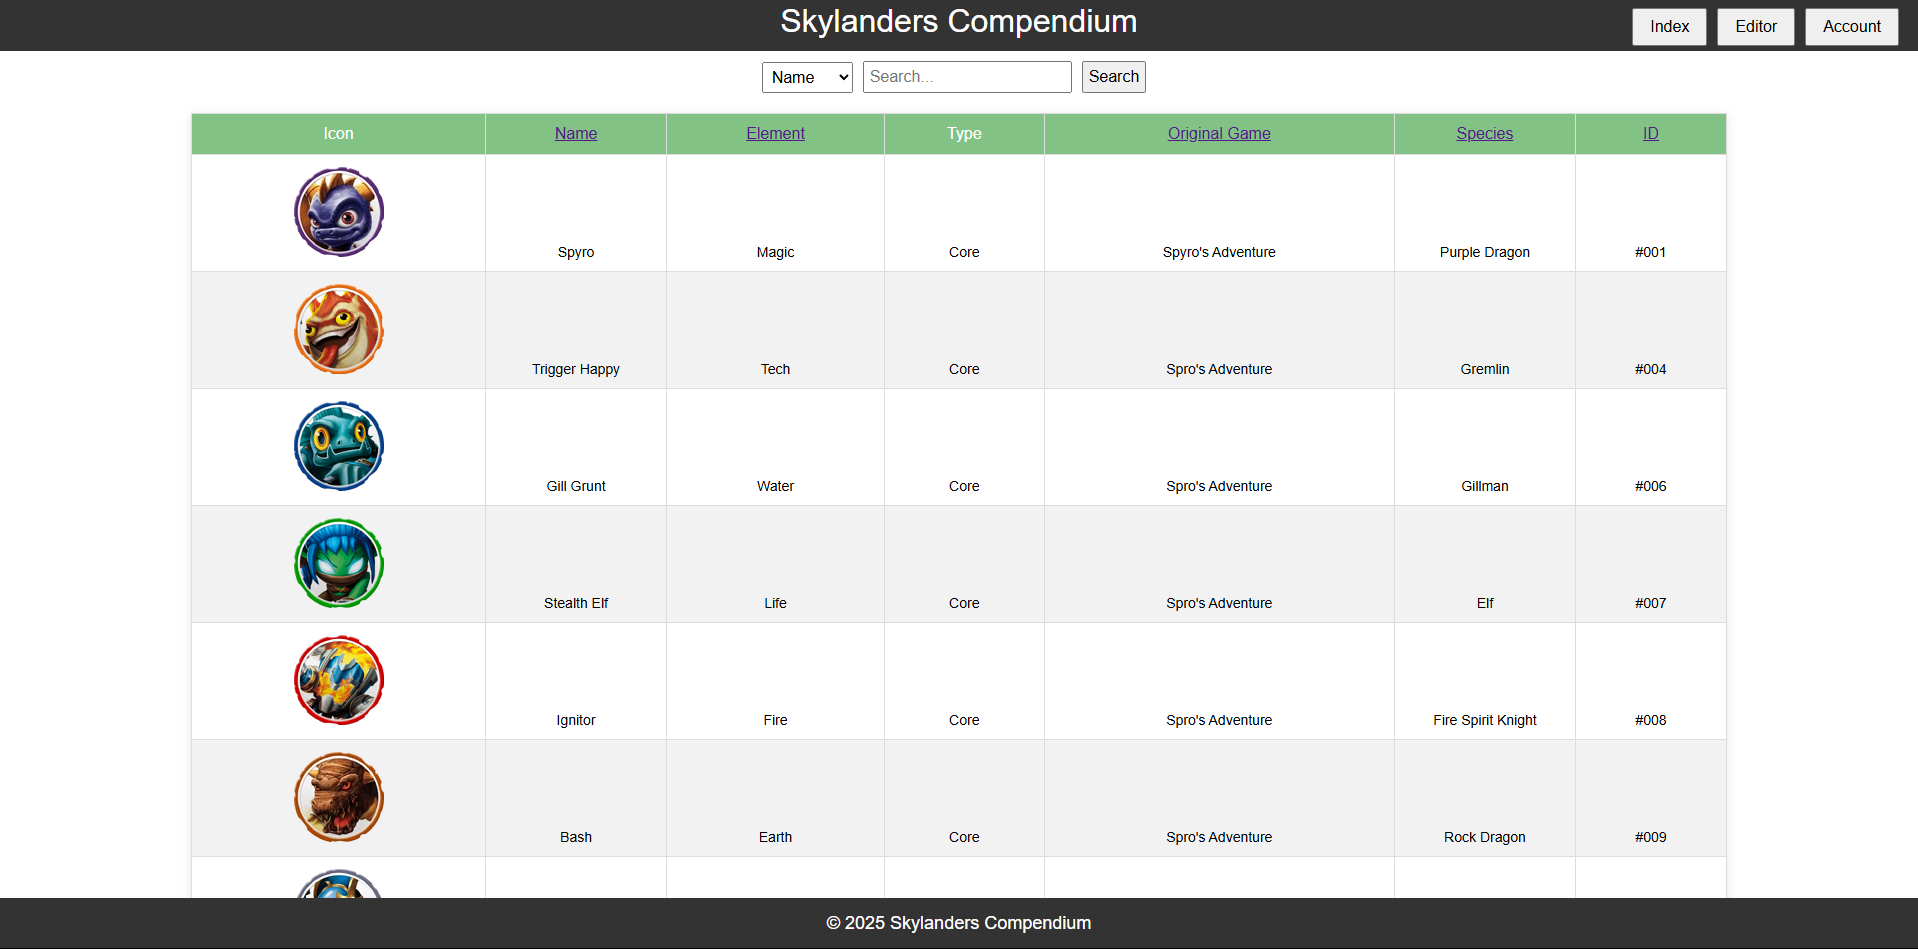 Skylanders Compendium
Index Editor Account
Name Search... Search
Icon Name Element Type Original Game Species ID
Spyro Magic Core Spyro's Adventure Purple Dragon #001
Trigger Happy Tech Core Spro's Adventure Gremlin #004
Gill Grunt Water Core Spro's Adventure Gillman #006
Stealth Elf Life Core Spro's Adventure Elf #007
Ignitor Fire Core Spro's Adventure Fire Spirit Knight #008
Bash Earth Core Spro's Adventure Rock Dragon #009
© 2025 Skylanders Compendium